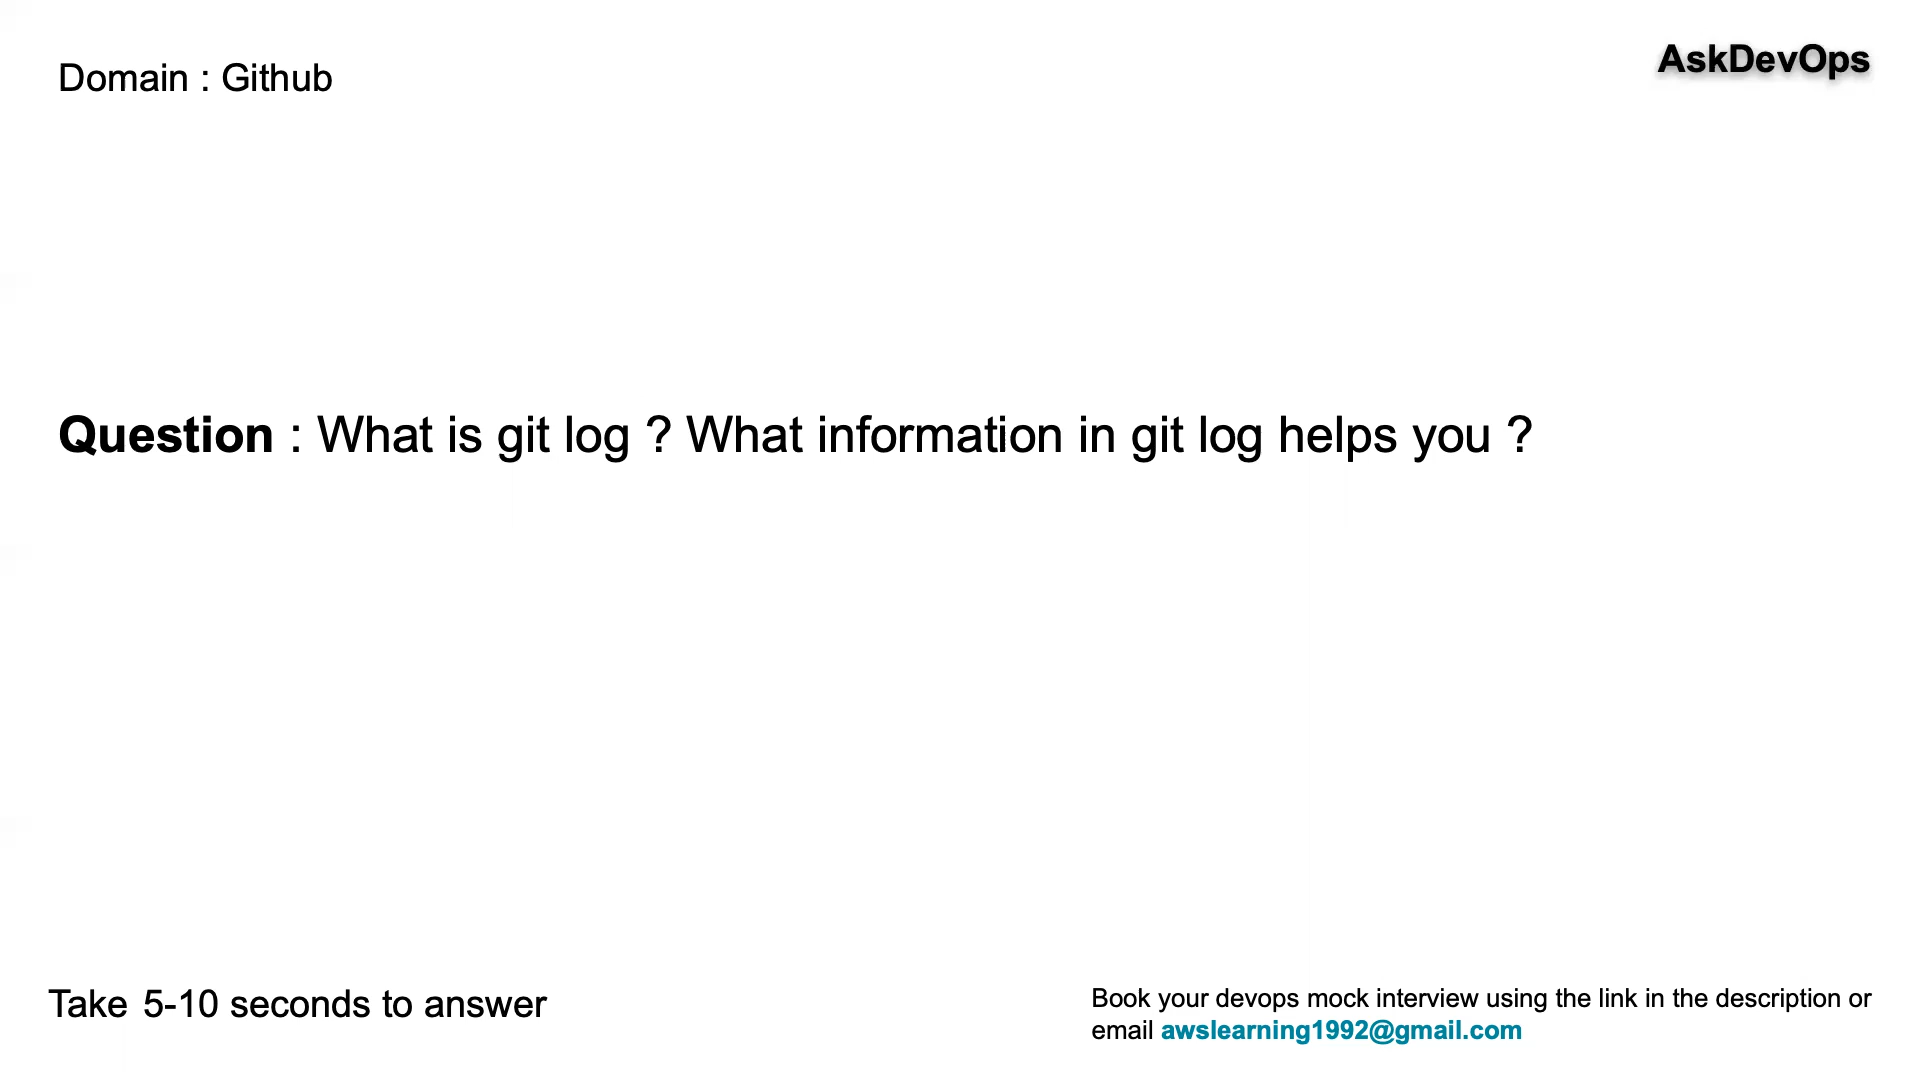 Domain : Github
AskDevOps
Question : What is git log ? What information in git log helps you ?
Take 5-10 seconds to answer
Book your devops mock interview using the link in the description or
email awslearning1992@gmail.com